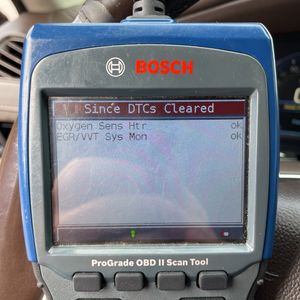 BOSCH
Since DTCs Cleared
Oxygen Sens Htr ok
EGR/VVT Sys Mon ok
ProGrade OBD II Scan Tool